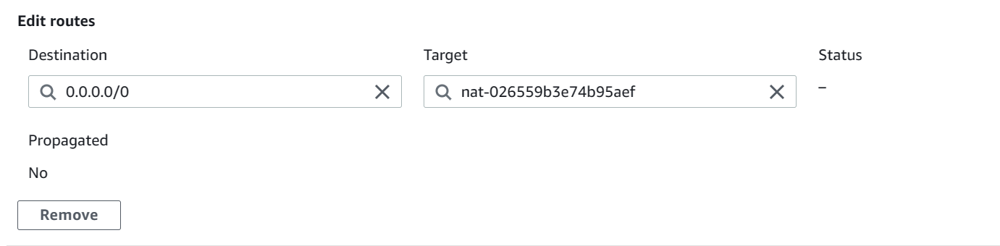 Edit routes
Destination Target Status
0.0.0.0/0 nat-026559b3e74b95aef –
Propagated
No
Remove